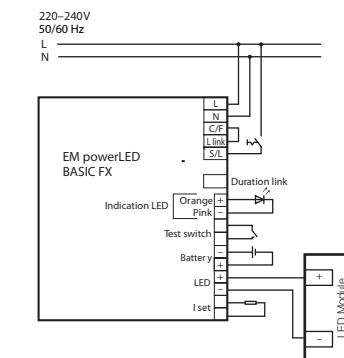 220–240V
50/60 Hz
L
N
L
N
C/F
L link
S/L
EM powerLED
BASIC FX
Duration link
Indication LED
Orange +
Pink –
Test switch
–
Battery
+
+
LED
–
I set
+
LED Module
–